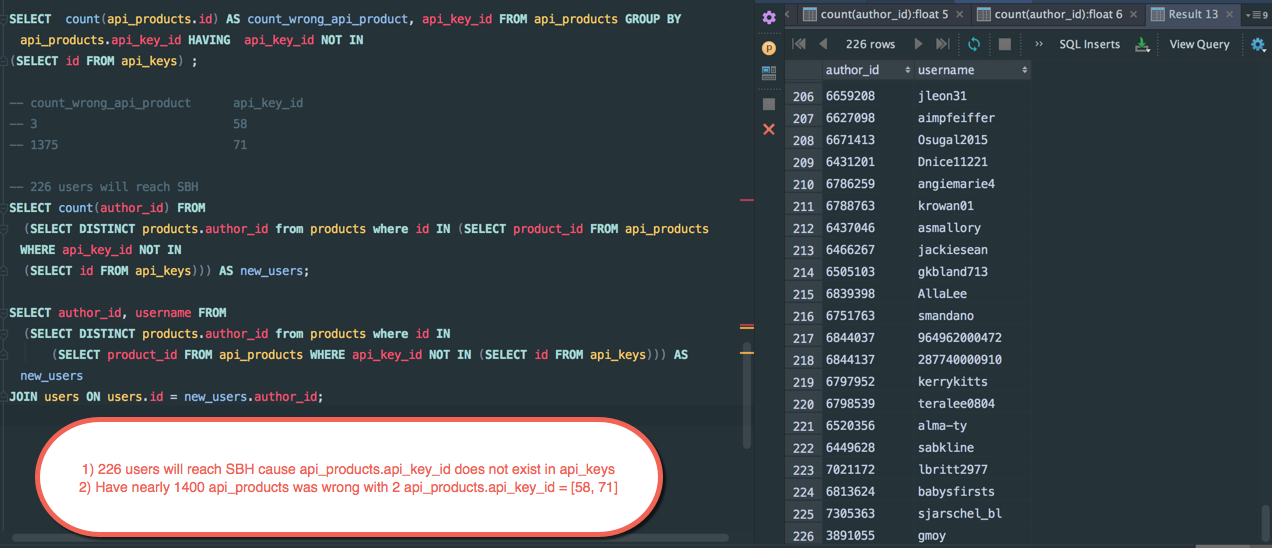 SELECT  count(api_products.id) AS count_wrong_api_product, api_key_id FROM api_products GROUP BY
api_products.api_key_id HAVING  api_key_id NOT IN
(SELECT id FROM api_keys) ;
-- count_wrong_api_product      api_key_id
-- 3                            58
-- 1375                         71
-- 226 users will reach SBH
SELECT count(author_id) FROM
(SELECT DISTINCT products.author_id from products where id IN (SELECT product_id FROM api_products
WHERE api_key_id NOT IN
(SELECT id FROM api_keys))) AS new_users;
SELECT author_id, username FROM
(SELECT DISTINCT products.author_id from products where id IN
(SELECT product_id FROM api_products WHERE api_key_id NOT IN (SELECT id FROM api_keys))) AS
new_users
JOIN users ON users.id = new_users.author_id;
1) 226 users will reach SBH cause api_products.api_key_id does not exist in api_keys
2) Have nearly 1400 api_products was wrong with 2 api_products.api_key_id = [58, 71]
count(author_id):float 5 × count(author_id):float 6 × Result 13 × 9
P
226 rows >> SQL Inserts View Query
author_id username
206 6659208 jleon31
207 6627098 aimpfeiffer
208 6671413 Osugal2015
209 6431201 Dnice11221
210 6786259 angiemarie4
211 6788763 krowan01
212 6437046 asmallory
213 6466267 jackiesean
214 6505103 gkbland713
215 6839398 AllaLee
216 6751763 smandano
217 6844037 964962000472
218 6844137 287740000910
219 6797952 kerrykitts
220 6798539 teralee0804
221 6520356 alma-ty
222 6449628 sabkline
223 7021172 lbritt2977
224 6813624 babysfirsts
225 7305363 sjarschel_bl
226 3891055 gmoy